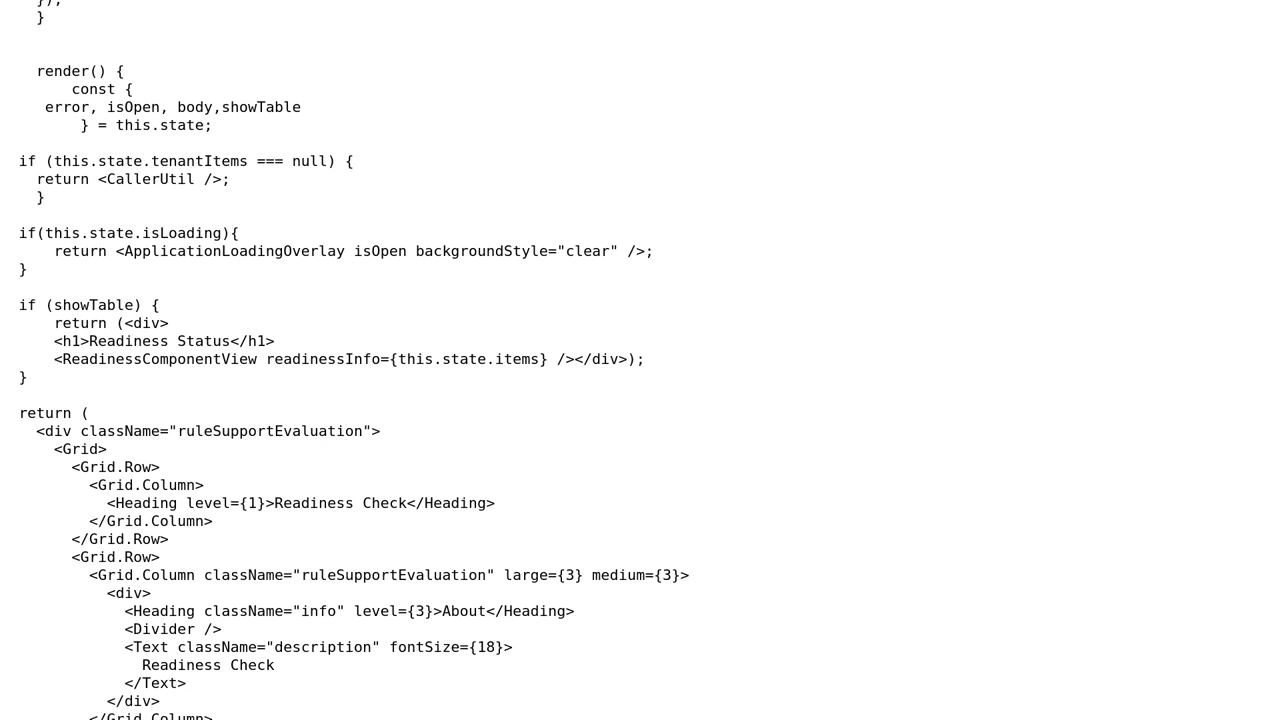 });
}
render() {
const {
error, isOpen, body,showTable
} = this.state;
if (this.state.tenantItems === null) {
return <CallerUtil />;
}
if(this.state.isLoading){
return <ApplicationLoadingOverlay isOpen backgroundStyle="clear" />;
}
if (showTable) {
return (<div>
<h1>Readiness Status</h1>
<ReadinessComponentView readinessInfo={this.state.items} /></div>);
}
return (
<div className="ruleSupportEvaluation">
<Grid>
<Grid.Row>
<Grid.Column>
<Heading level={1}>Readiness Check</Heading>
</Grid.Column>
</Grid.Row>
<Grid.Row>
<Grid.Column className="ruleSupportEvaluation" large={3} medium={3}>
<div>
<Heading className="info" level={3}>About</Heading>
<Divider />
<Text className="description" fontSize={18}>
Readiness Check
</Text>
</div>
</Grid.Column>